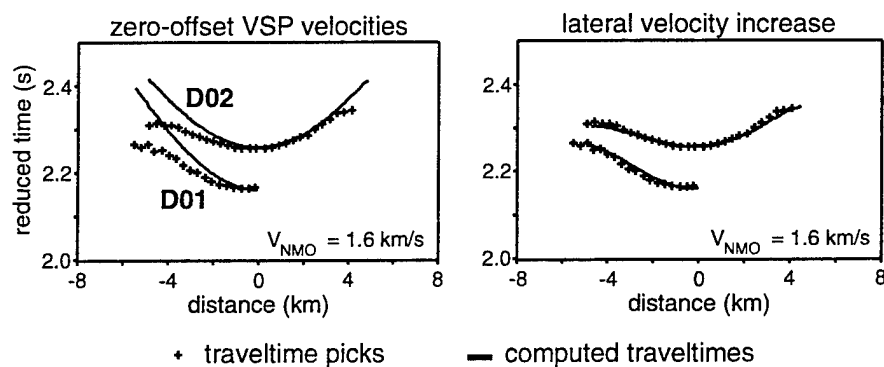 zero-offset VSP velocities
lateral velocity increase
reduced time (s)
2.4
2.2
2.0
D02
D01
V_NMO = 1.6 km/s
-8 -4 0 4 8
distance (km)
2.4
2.2
2.0
V_NMO = 1.6 km/s
-8 -4 0 4 8
distance (km)
+ traveltime picks
computed traveltimes